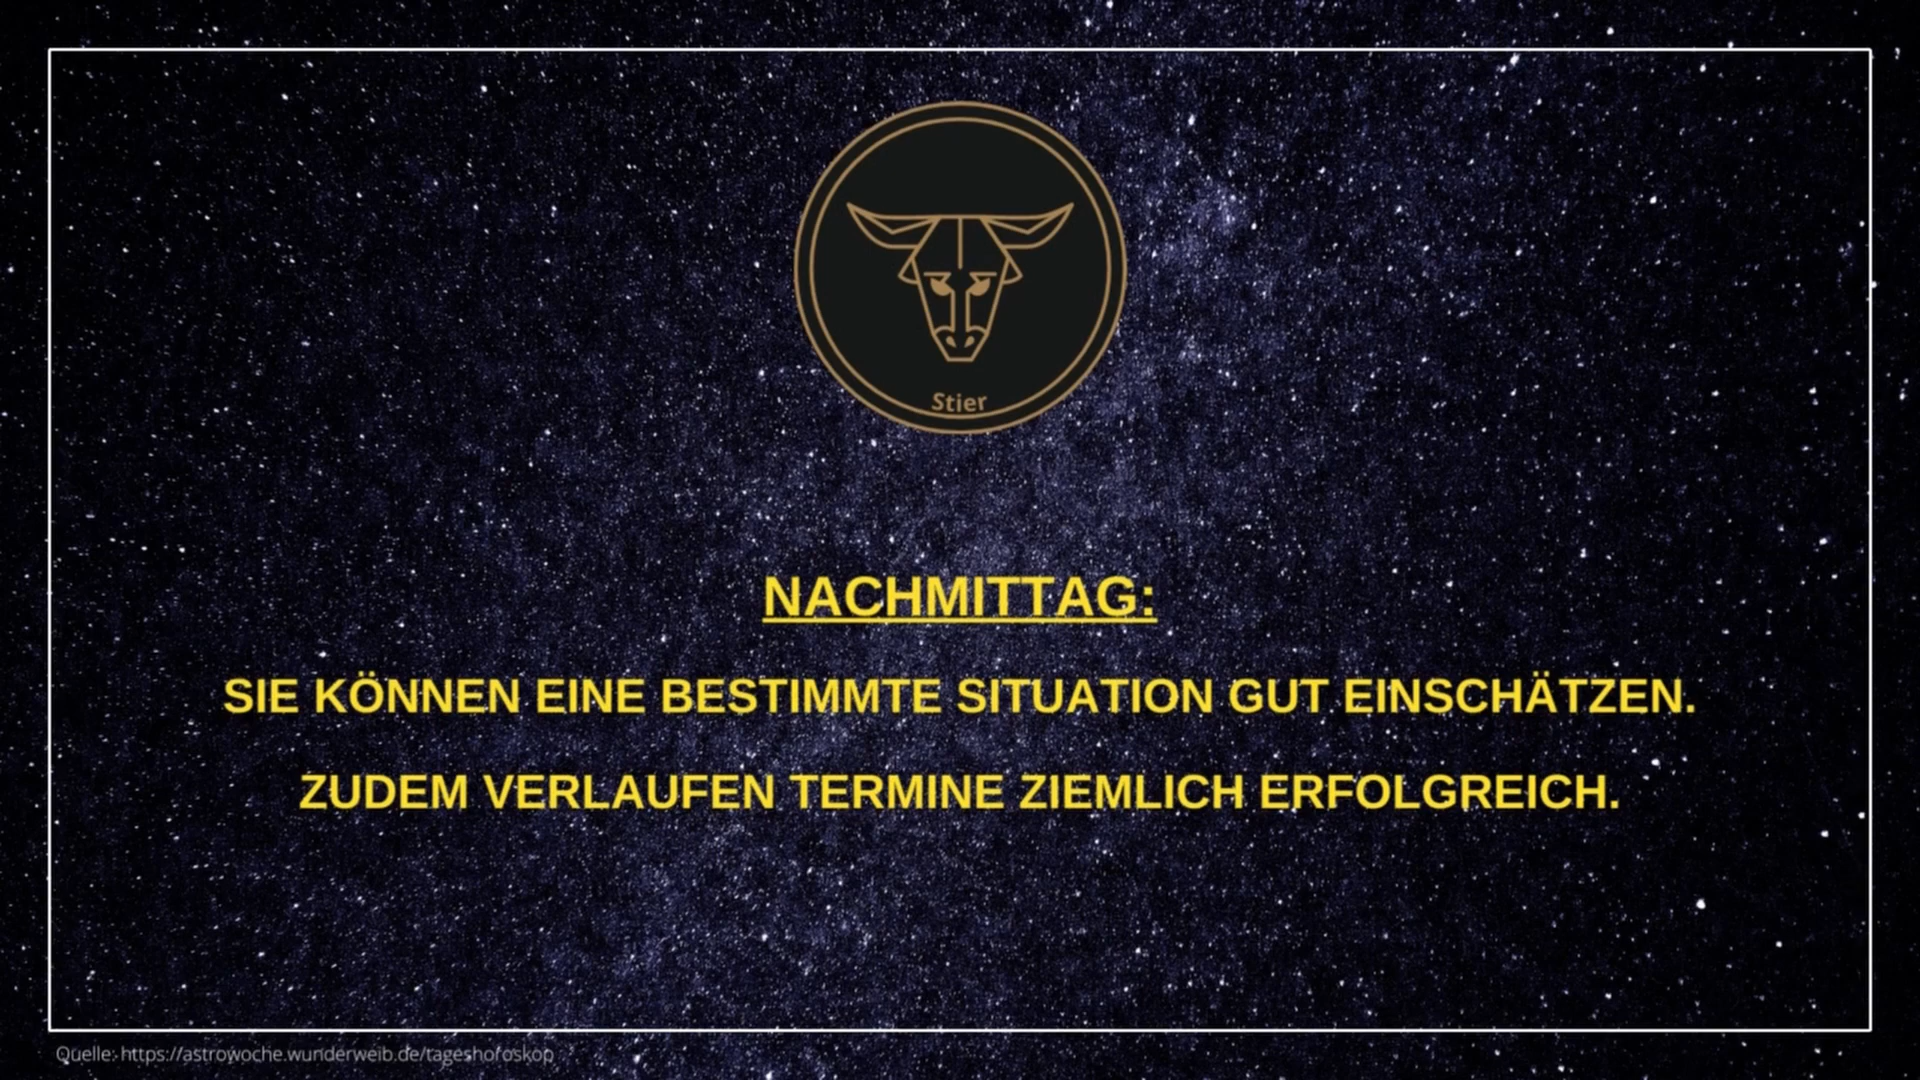 Stier
NACHMITTAG:
SIE KÖNNEN EINE BESTIMMTE SITUATION GUT EINSCHÄTZEN.
ZUDEM VERLAUFEN TERMINE ZIEMLICH ERFOLGREICH.
Quelle: https://astrowoche.wunderweib.de/tageshoroskop